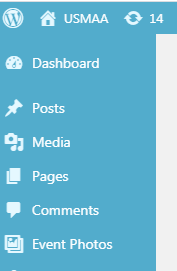 USMAA 14
Dashboard
Posts
Media
Pages
Comments
Event Photos